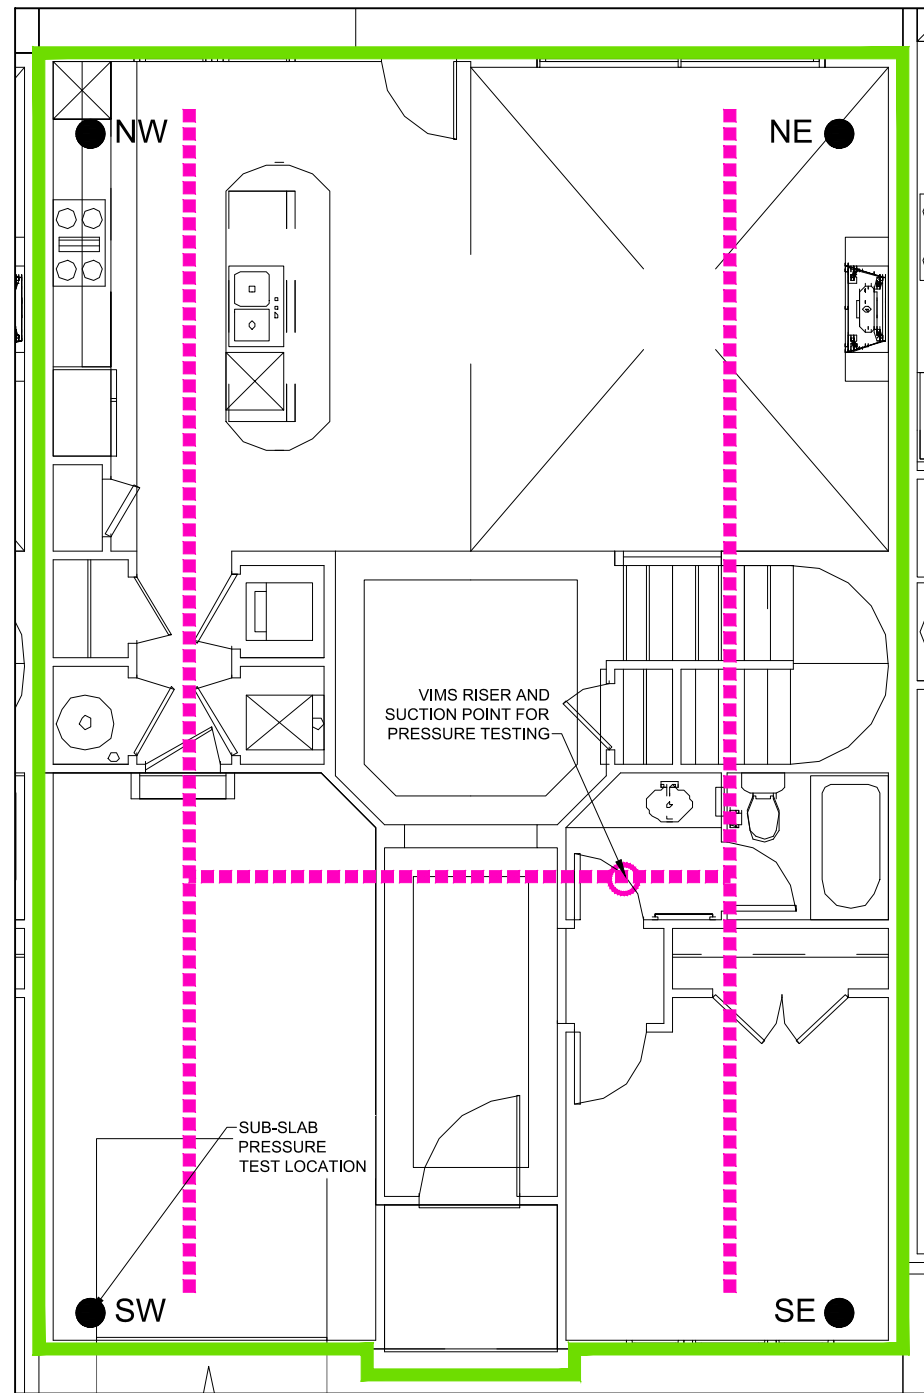 NW
NE
VIMS RISER AND
SUCTION POINT FOR
PRESSURE TESTING
SUB-SLAB
PRESSURE
TEST LOCATION
SW
SE